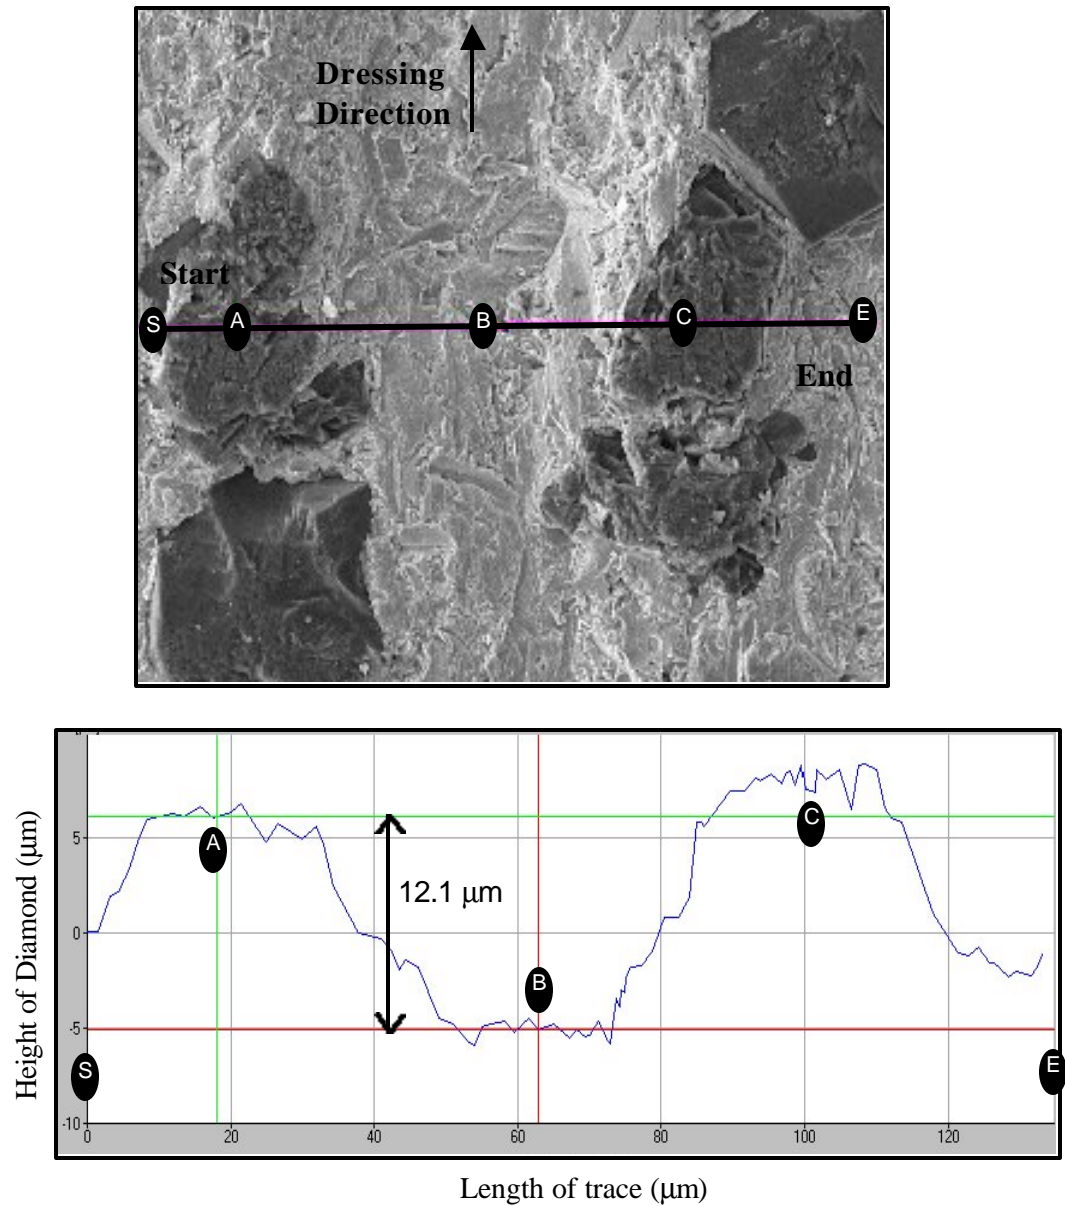 Dressing
Direction
Start
S A B C E
End
Height of Diamond (μm)
5
0
-5
-10
A
12.1 μm
B
C
S
E
0 20 40 60 80 100 120
Length of trace (μm)